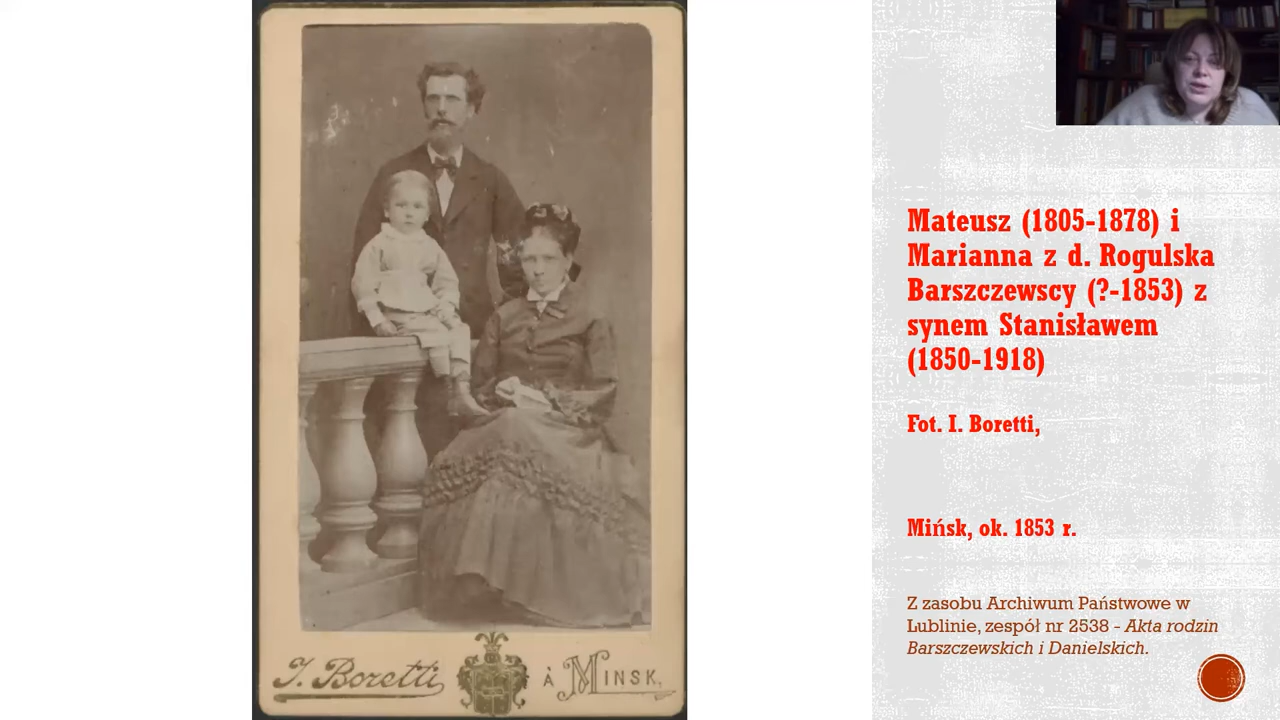 Mateusz (1805-1878) i
Marianna z d. Rogulska
Barszczewscy (?-1853) z
synem Stanisławem
(1850-1918)
Fot. I. Boretti,
Mińsk, ok. 1853 r.
Z zasobu Archiwum Państwowe w
Lublinie, zespół nr 2538 - Akta rodzin
Barszczewskich i Danielskich.
J. Boretti À MINSK.